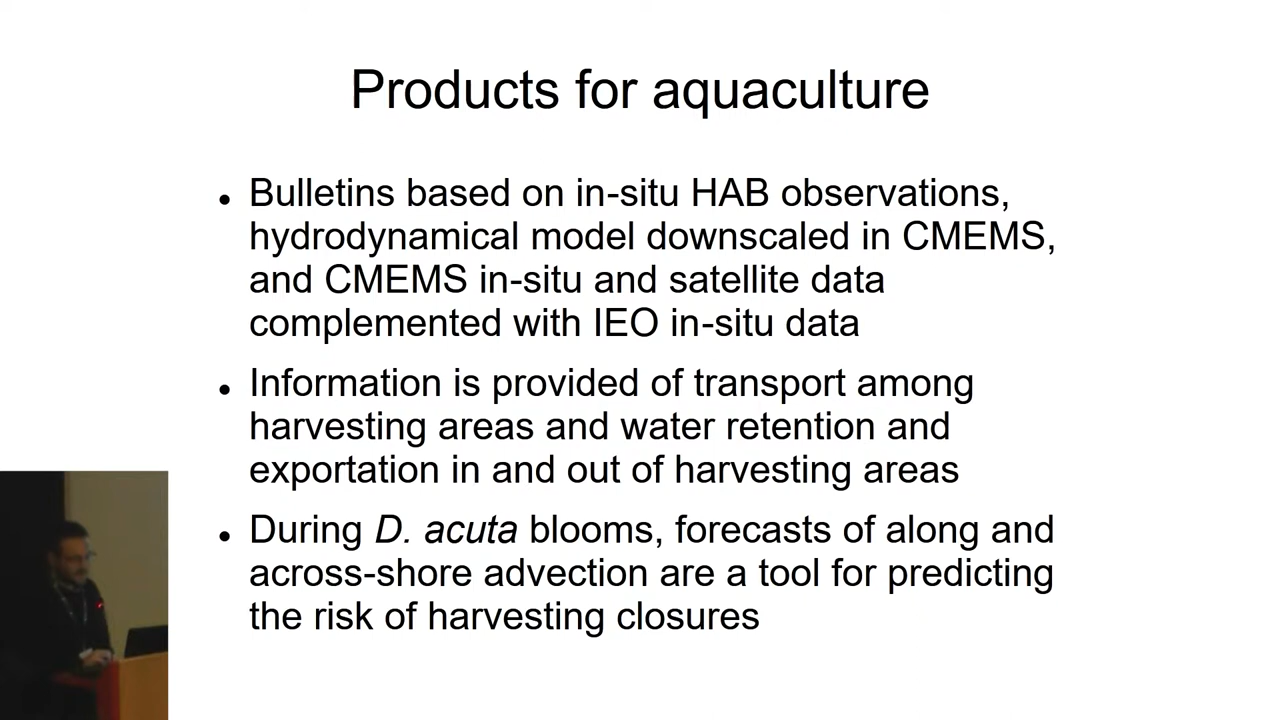 Products for aquaculture
• Bulletins based on in-situ HAB observations,
hydrodynamical model downscaled in CMEMS,
and CMEMS in-situ and satellite data
complemented with IEO in-situ data
• Information is provided of transport among
harvesting areas and water retention and
exportation in and out of harvesting areas
• During D. acuta blooms, forecasts of along and
across-shore advection are a tool for predicting
the risk of harvesting closures